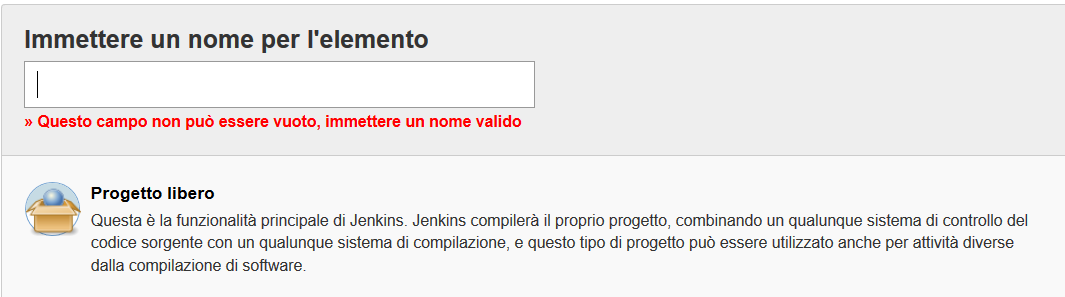 Immettere un nome per l'elemento
» Questo campo non può essere vuoto, immettere un nome valido
Progetto libero
Questa è la funzionalità principale di Jenkins. Jenkins compilerà il proprio progetto, combinando un qualunque sistema di controllo del
codice sorgente con un qualunque sistema di compilazione, e questo tipo di progetto può essere utilizzato anche per attività diverse
dalla compilazione di software.